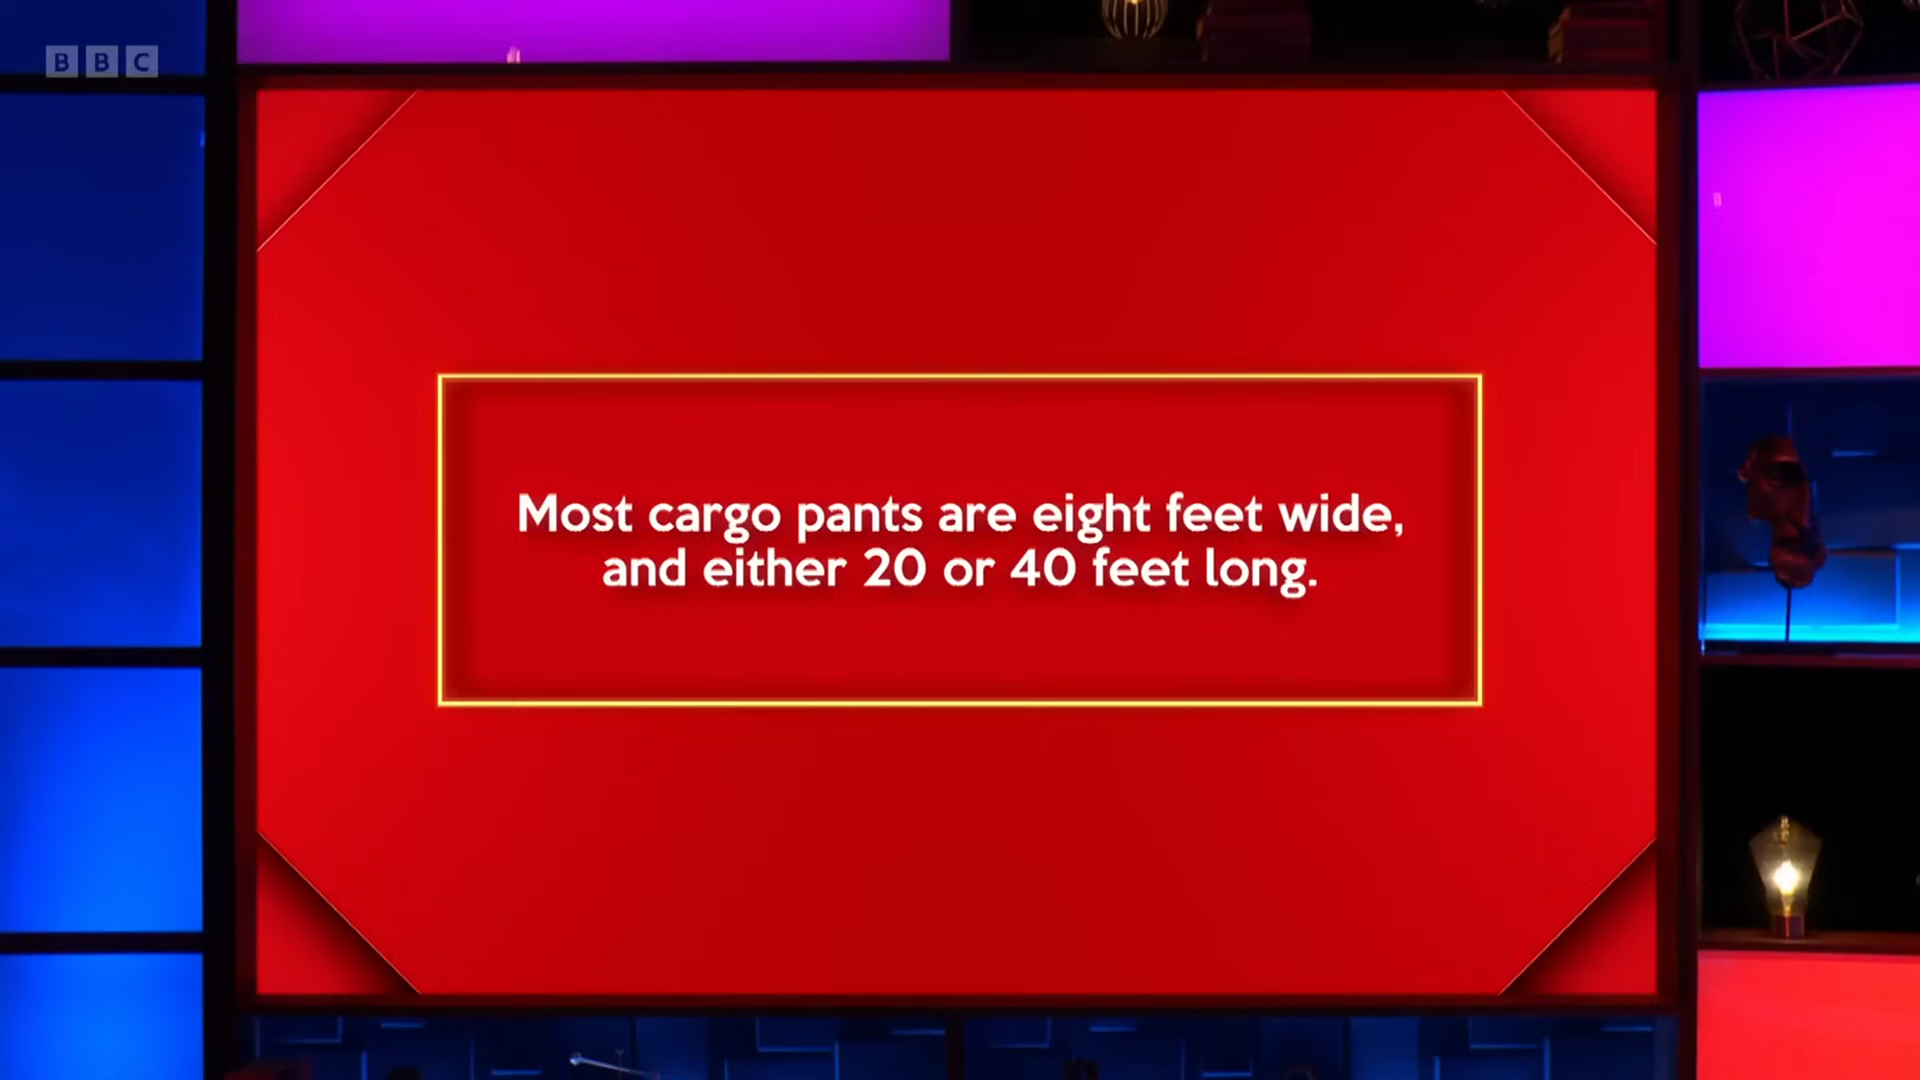 BBC
Most cargo pants are eight feet wide,
and either 20 or 40 feet long.